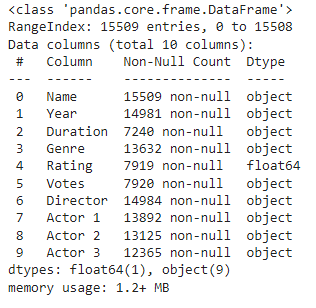 <class 'pandas.core.frame.DataFrame'>
RangeIndex: 15509 entries, 0 to 15508
Data columns (total 10 columns):
 #   Column    Non-Null Count  Dtype
---  ------    --------------  -----
 0   Name      15509 non-null  object
 1   Year      14981 non-null  object
 2   Duration  7240 non-null   object
 3   Genre     13632 non-null  object
 4   Rating    7919 non-null   float64
 5   Votes     7920 non-null   object
 6   Director  14984 non-null  object
 7   Actor 1   13892 non-null  object
 8   Actor 2   13125 non-null  object
 9   Actor 3   12365 non-null  object
dtypes: float64(1), object(9)
memory usage: 1.2+ MB